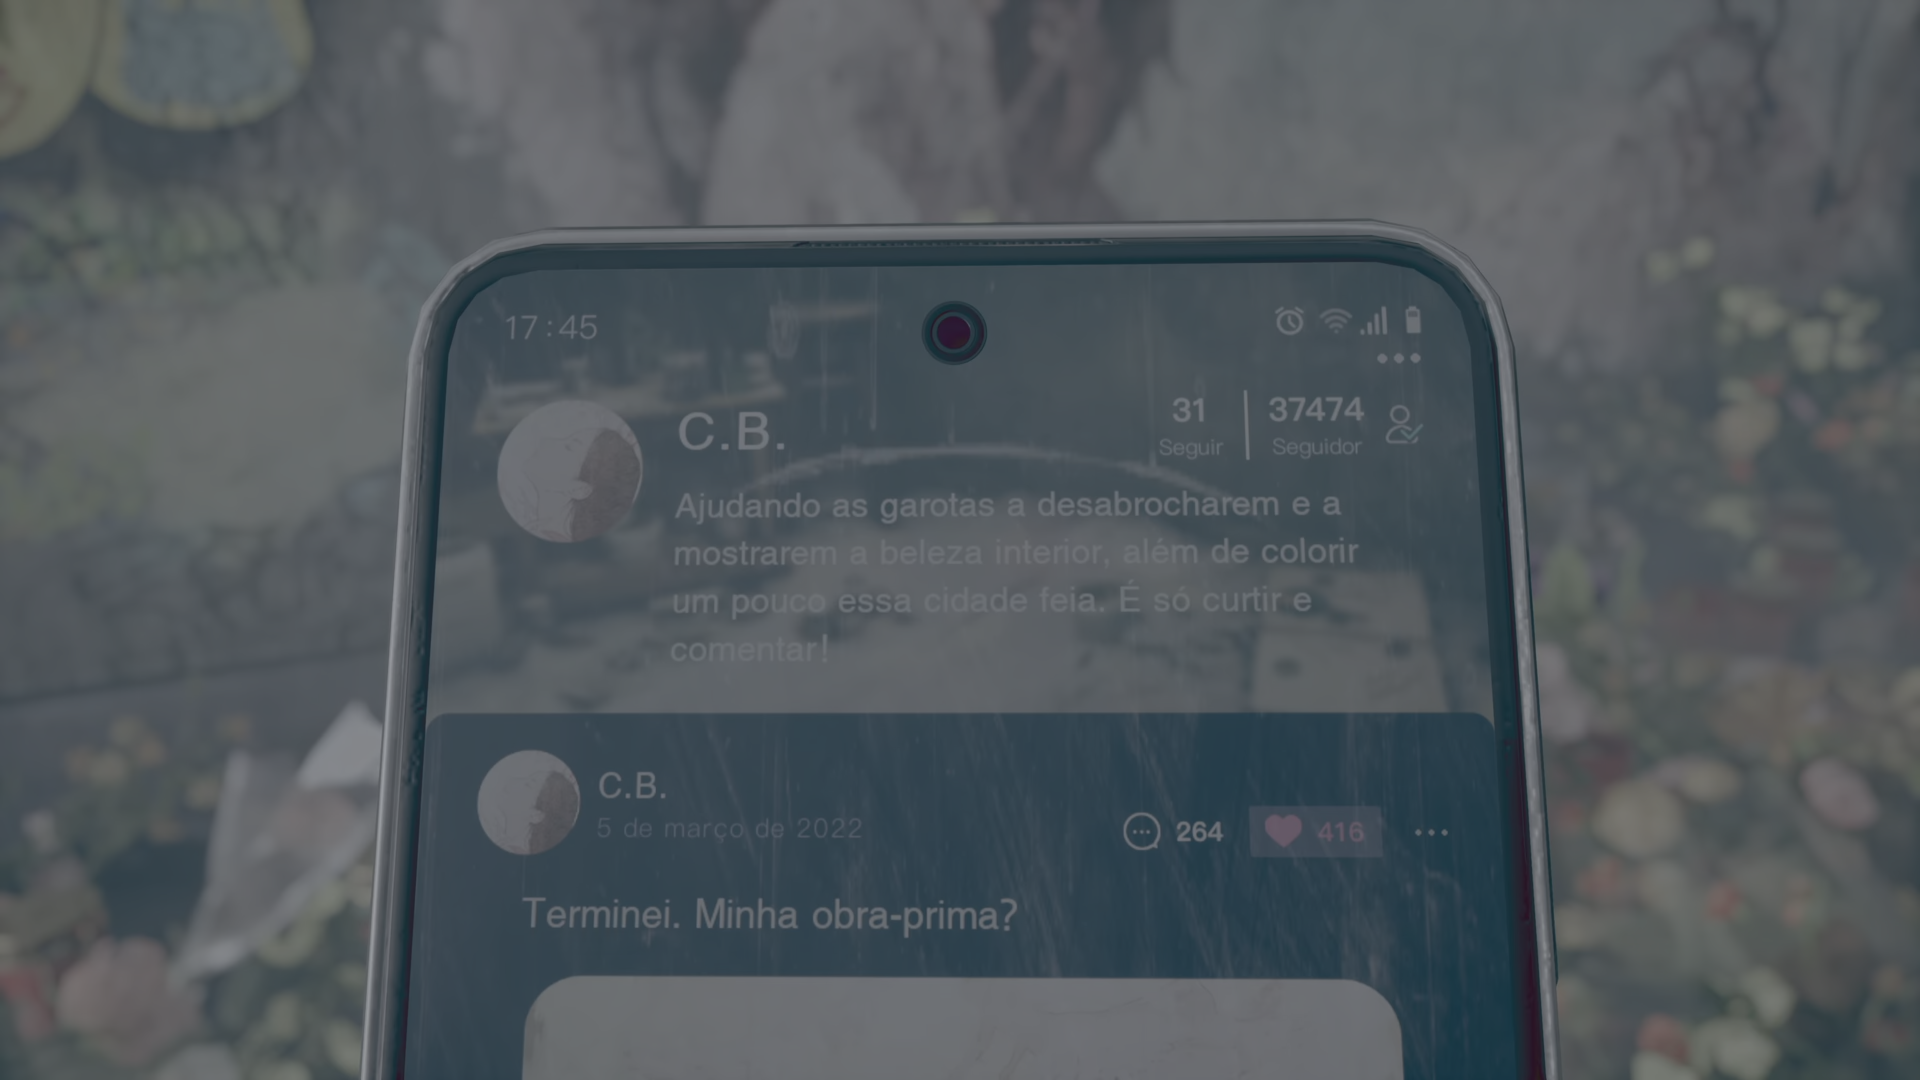 17:45
C.B.
31
37474
Seguir
Seguidor
Ajudando as garotas a desabrocharem e a
mostrarem a beleza interior, além de colorir
um pouco essa cidade feia. É só curtir e
comentar!
C.B.
5 de março de 2022
264
416
Terminei. Minha obra-prima?